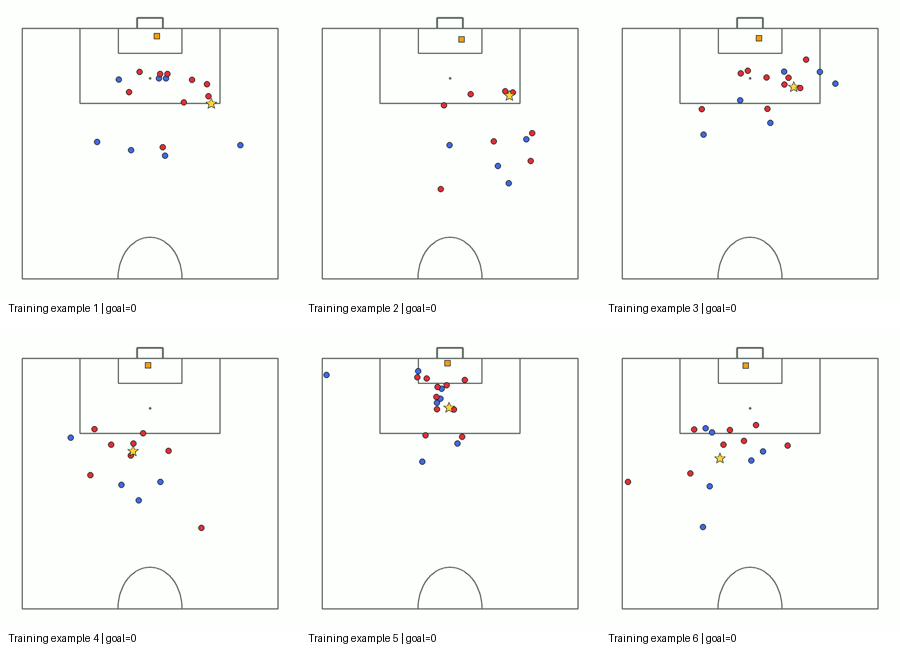 Training example 1 | goal=0
Training example 2 | goal=0
Training example 3 | goal=0
Training example 4 | goal=0
Training example 5 | goal=0
Training example 6 | goal=0